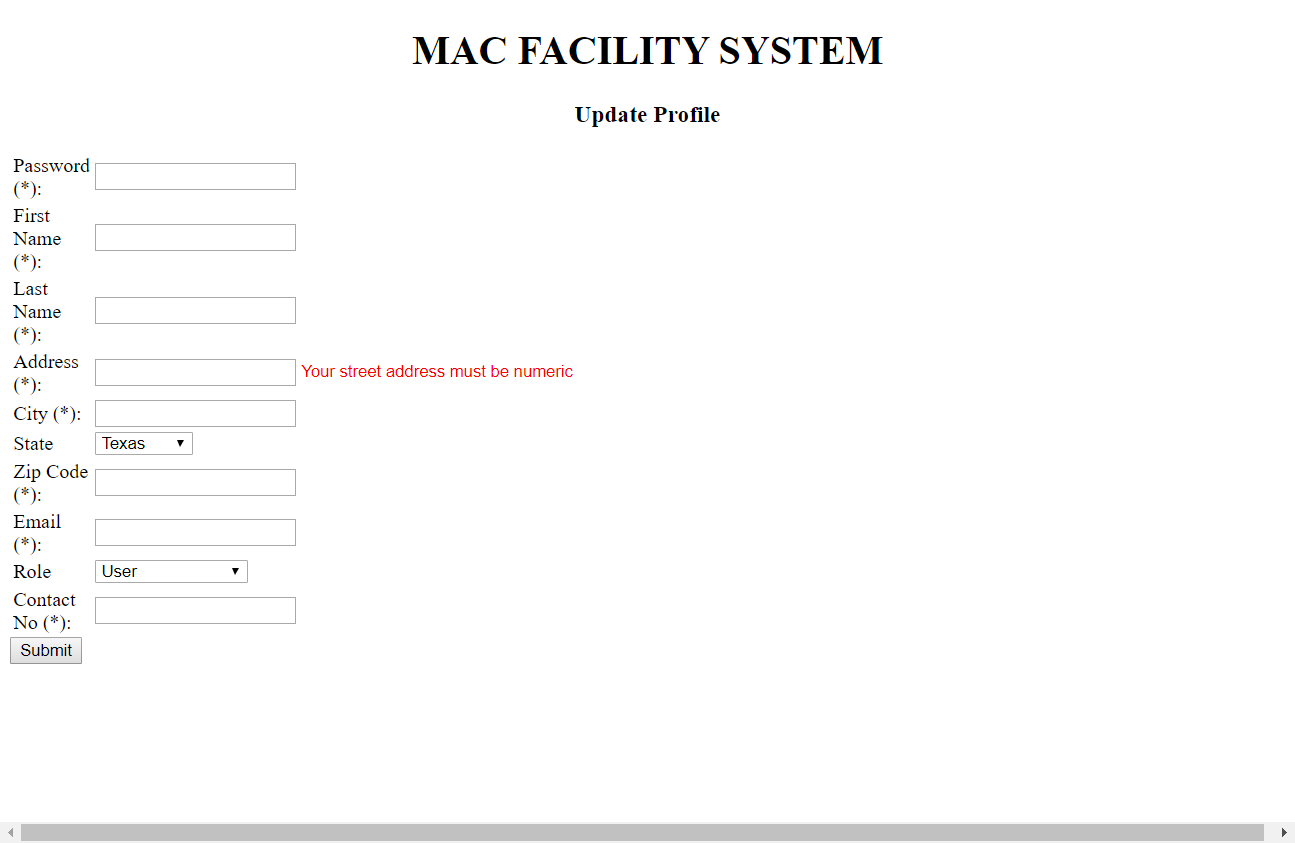 MAC FACILITY SYSTEM
Update Profile
Password
(*):
First
Name
(*):
Last
Name
(*):
Address
(*):
Your street address must be numeric
City (*):
State
Texas
Zip Code
(*):
Email
(*):
Role
User
Contact
No (*):
Submit